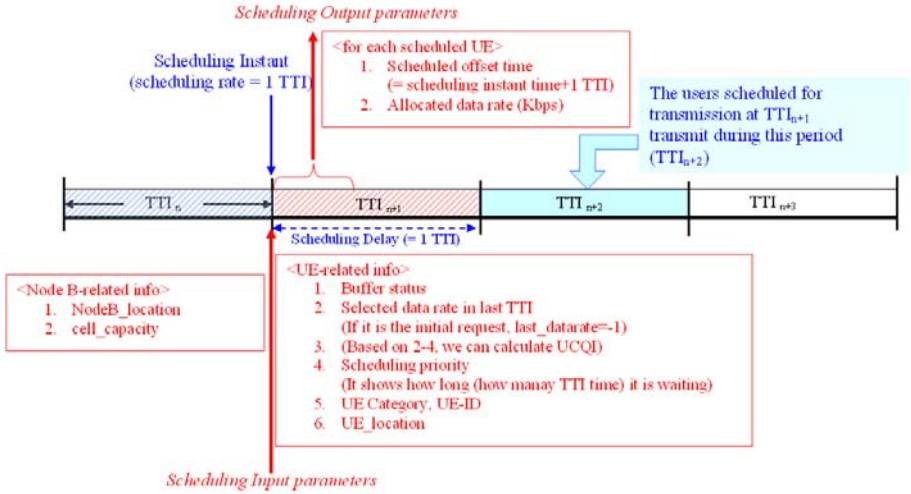 Scheduling Output parameters
Scheduling Instant
(scheduling rate = 1 TTI)
<for each scheduled UE>
1. Scheduled offset time
(= scheduling instant time+1 TTI)
2. Allocated data rate (Kbps)
The users scheduled for
transmission at TTIn+1
transmit during this period
(TTIn+2)
TTI n
TTI n+1
TTI n+2
TTI n+3
Scheduling Delay (= 1 TTI)
<Node B-related info>
1. NodeB_location
2. cell_capacity
<UE-related info>
1. Buffer status
2. Selected data rate in last TTI
(If it is the initial request, last_datarate=-1)
3. (Based on 2-4, we can calculate UCQI)
4. Scheduling priority
(It shows how long (how manay TTI time) it is waiting)
5. UE Category, UE-ID
6. UE_location
Scheduling Input parameters